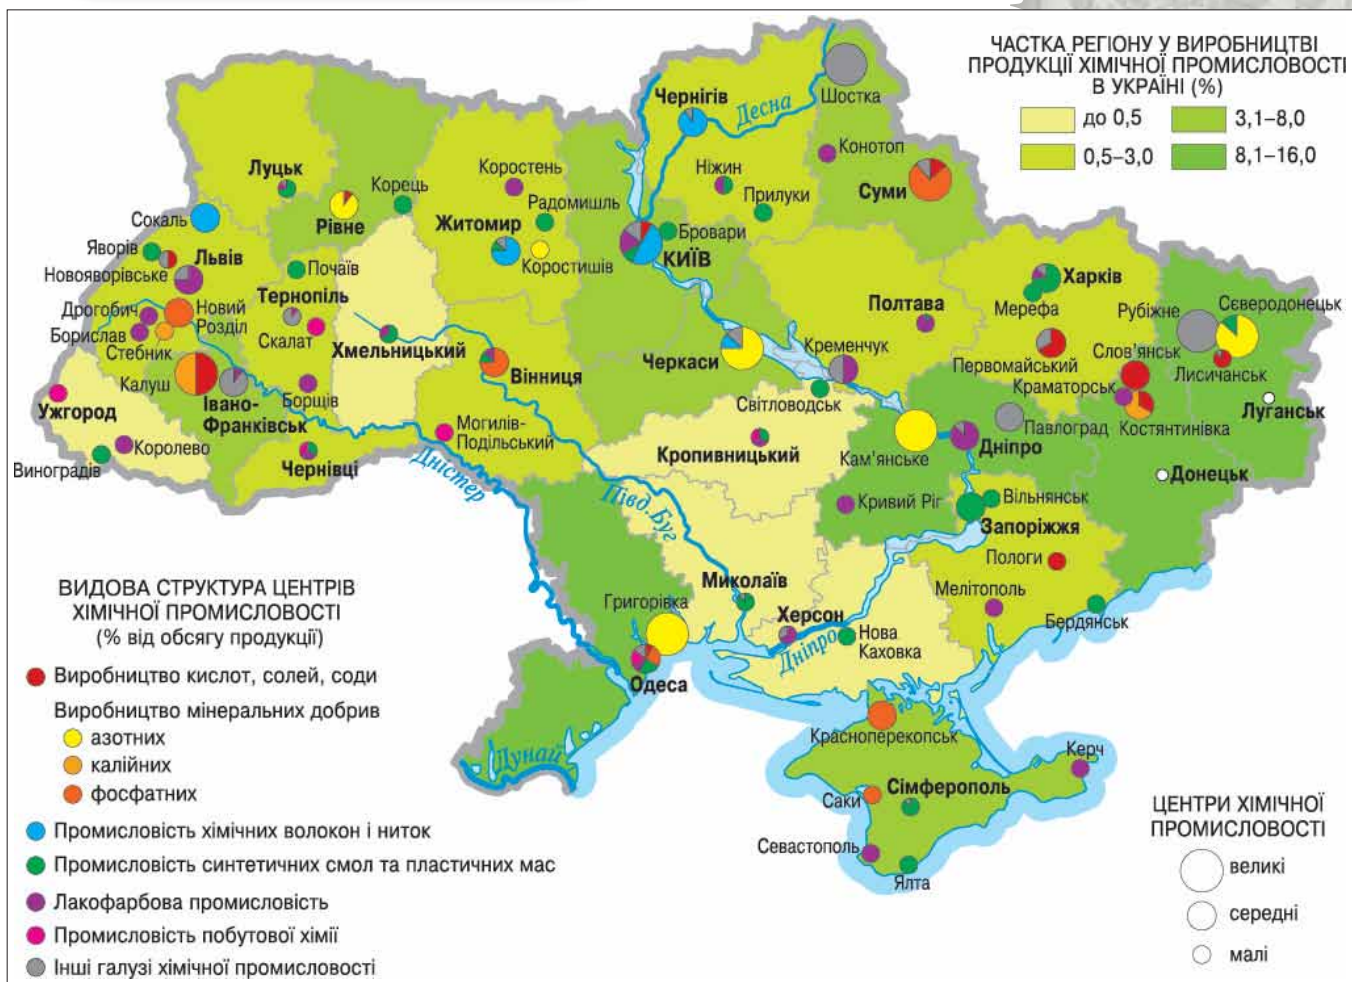 ЧАСТКА РЕГІОНУ У ВИРОБНИЦТВІ
ПРОДУКЦІЇ ХІМІЧНОЇ ПРОМИСЛОВОСТІ
В УКРАЇНІ (%)
до 0,5
3,1–8,0
0,5–3,0
8,1–16,0
Шостка
Чернігів
Десна
Конотоп
Луцьк
Корець
Коростень
Ніжин
Суми
Прилуки
Радомишль
Сокаль
Рівне
Житомир
Бровари
КИЇВ
Коростишів
Яворів
Львів
Новояворівське
Почаїв
Харків
Полтава
Мерефа
Рубіжне
Сєвєродонецьк
Дрогобич
Новий
Розділ
Тернопіль
Борислав
Скалат
Стебник
Хмельницький
Черкаси
Кременчук
Первомайський
Слов'янськ
Лисичанськ
Калуш
Вінниця
Краматорськ
Івано-
Франківськ
Борщів
Світловодськ
Луганськ
Ужгород
Павлоград
Костянтинівка
Могилів-
Подільський
Королево
Чернівці
Кропивницький
Кам'янське
Дніпро
Виноградів
Дністер
Донецьк
Півд.Буг
Кривий Ріг
Вільнянськ
Запоріжжя
Пологи
Миколаїв
Мелітополь
Григорівка
Херсон
Бердянськ
Нова
Каховка
Дніпро
Одеса
Дунай
Красноперекопськ
Керч
Саки
Сімферополь
Севастополь
Ялта
ВИДОВА СТРУКТУРА ЦЕНТРІВ
ХІМІЧНОЇ ПРОМИСЛОВОСТІ
(% від обсягу продукції)
Виробництво кислот, солей, соди
Виробництво мінеральних добрив
азотних
калійних
фосфатних
Промисловість хімічних волокон і ниток
Промисловість синтетичних смол та пластичних мас
Лакофарбова промисловість
Промисловість побутової хімії
Інші галузі хімічної промисловості
ЦЕНТРИ ХІМІЧНОЇ
ПРОМИСЛОВОСТІ
великі
середні
малі